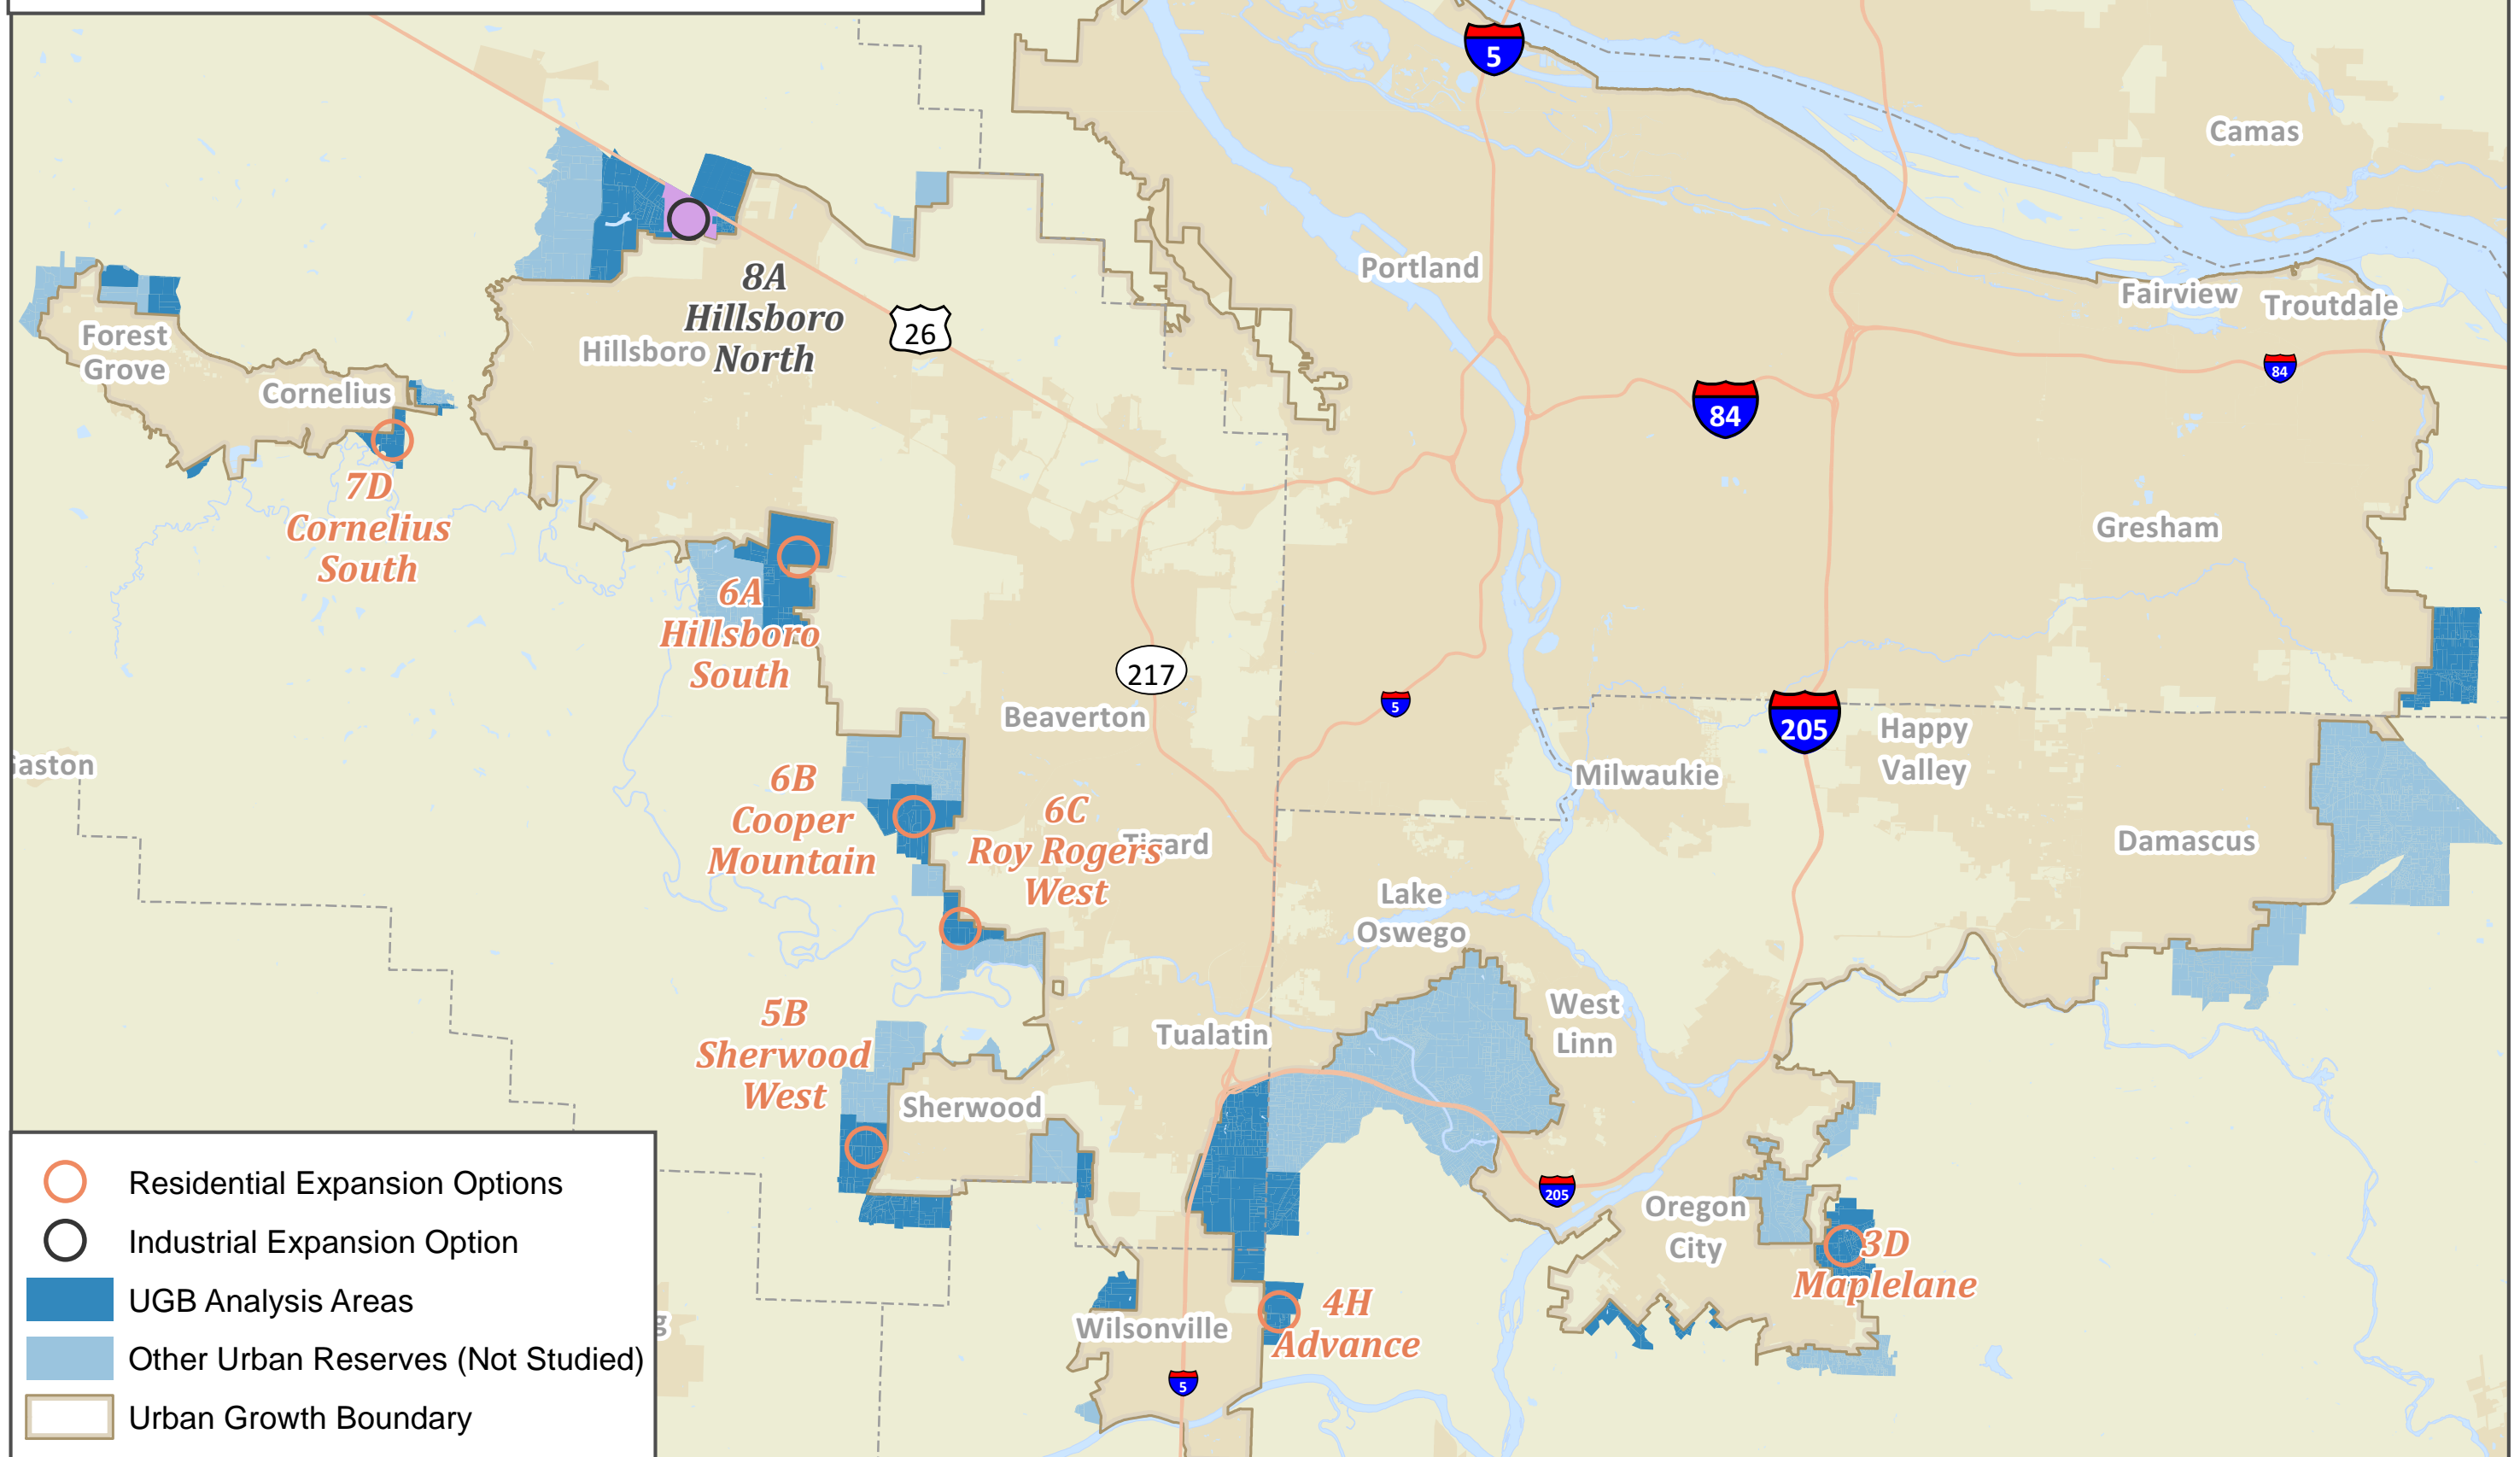 5
Camas
Portland
8A
Hillsboro
North
Fairview
Troutdale
Forest
Grove
Hillsboro
26
84
Cornelius
84
7D
Cornelius
South
Gresham
6A
Hillsboro
South
217
Beaverton
5
205
Happy
Valley
Milwaukie
aston
6B
Cooper
Mountain
6C
Roy Rogers
West
Tigard
Damascus
Lake
Oswego
5B
Sherwood
West
Tualatin
West
Linn
Sherwood
205
Oregon
City
3D
Maplelane
4H
Advance
Wilsonville
5
g
Residential Expansion Options
Industrial Expansion Option
UGB Analysis Areas
Other Urban Reserves (Not Studied)
Urban Growth Boundary